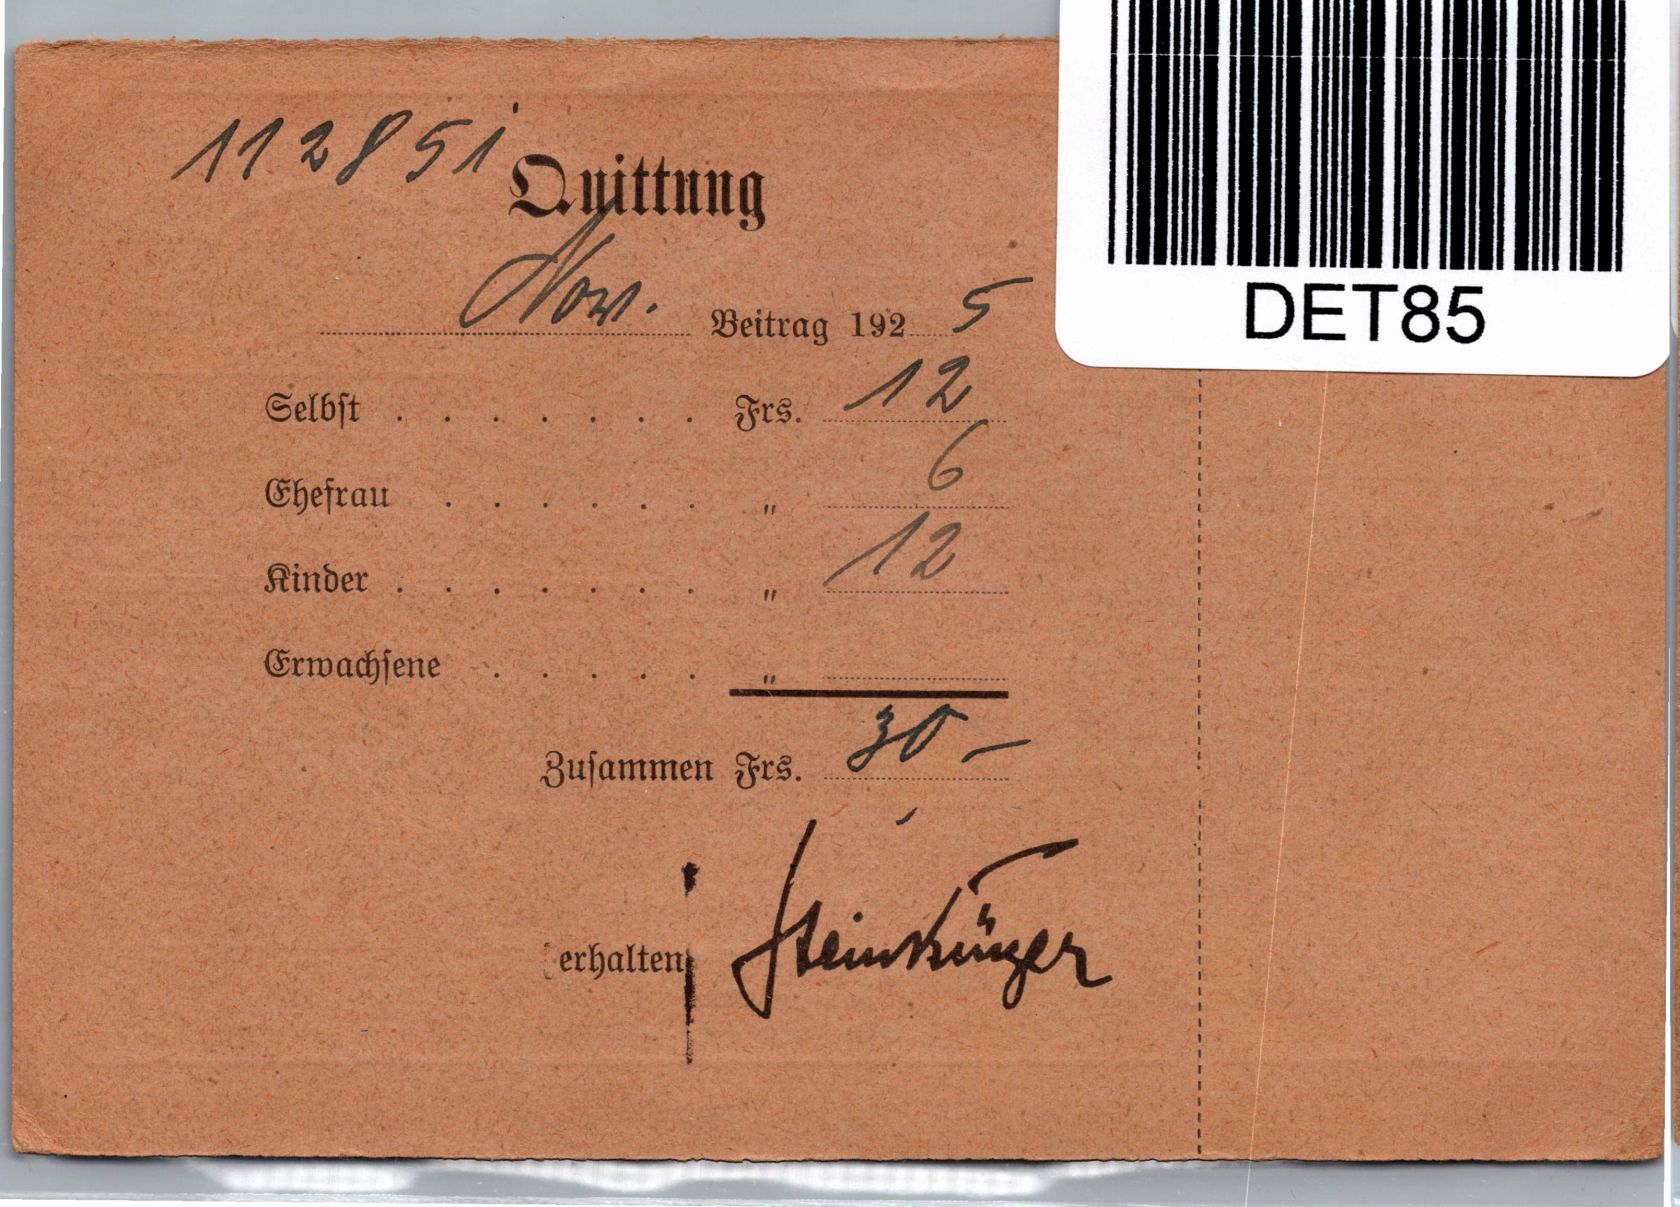 112851
Quittung
Nov. Beitrag 1925
Selbst . . . . . . . Frs. 12
Ehefrau . . . . . . " 6
Kinder . . . . . . . " 12
Erwachsene . . . . . "
Zusammen Frs. 30 –
erhalten
DET85